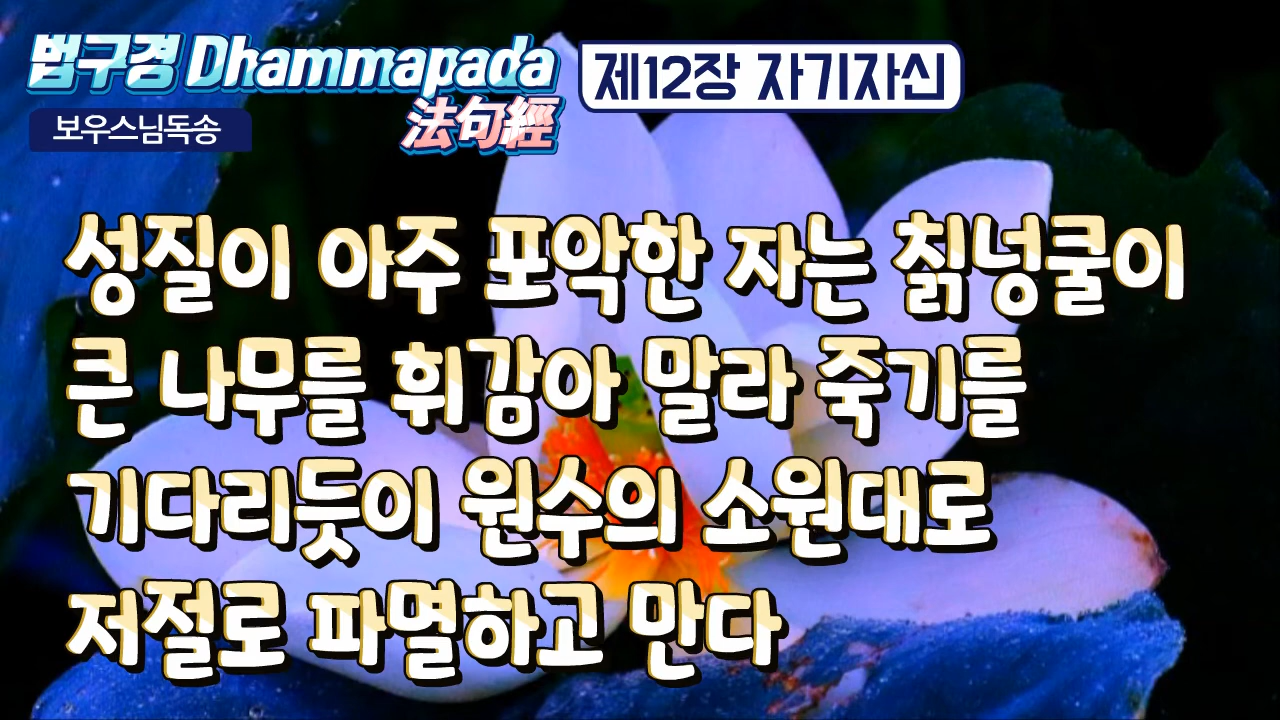 법구경 Dhammapada
法句經
제12장 자기자신
보우스님독송
성질이 아주 포악한 자는 칡넝쿨이
큰 나무를 휘감아 말라 죽기를
기다리듯이 원수의 소원대로
저절로 파멸하고 만다